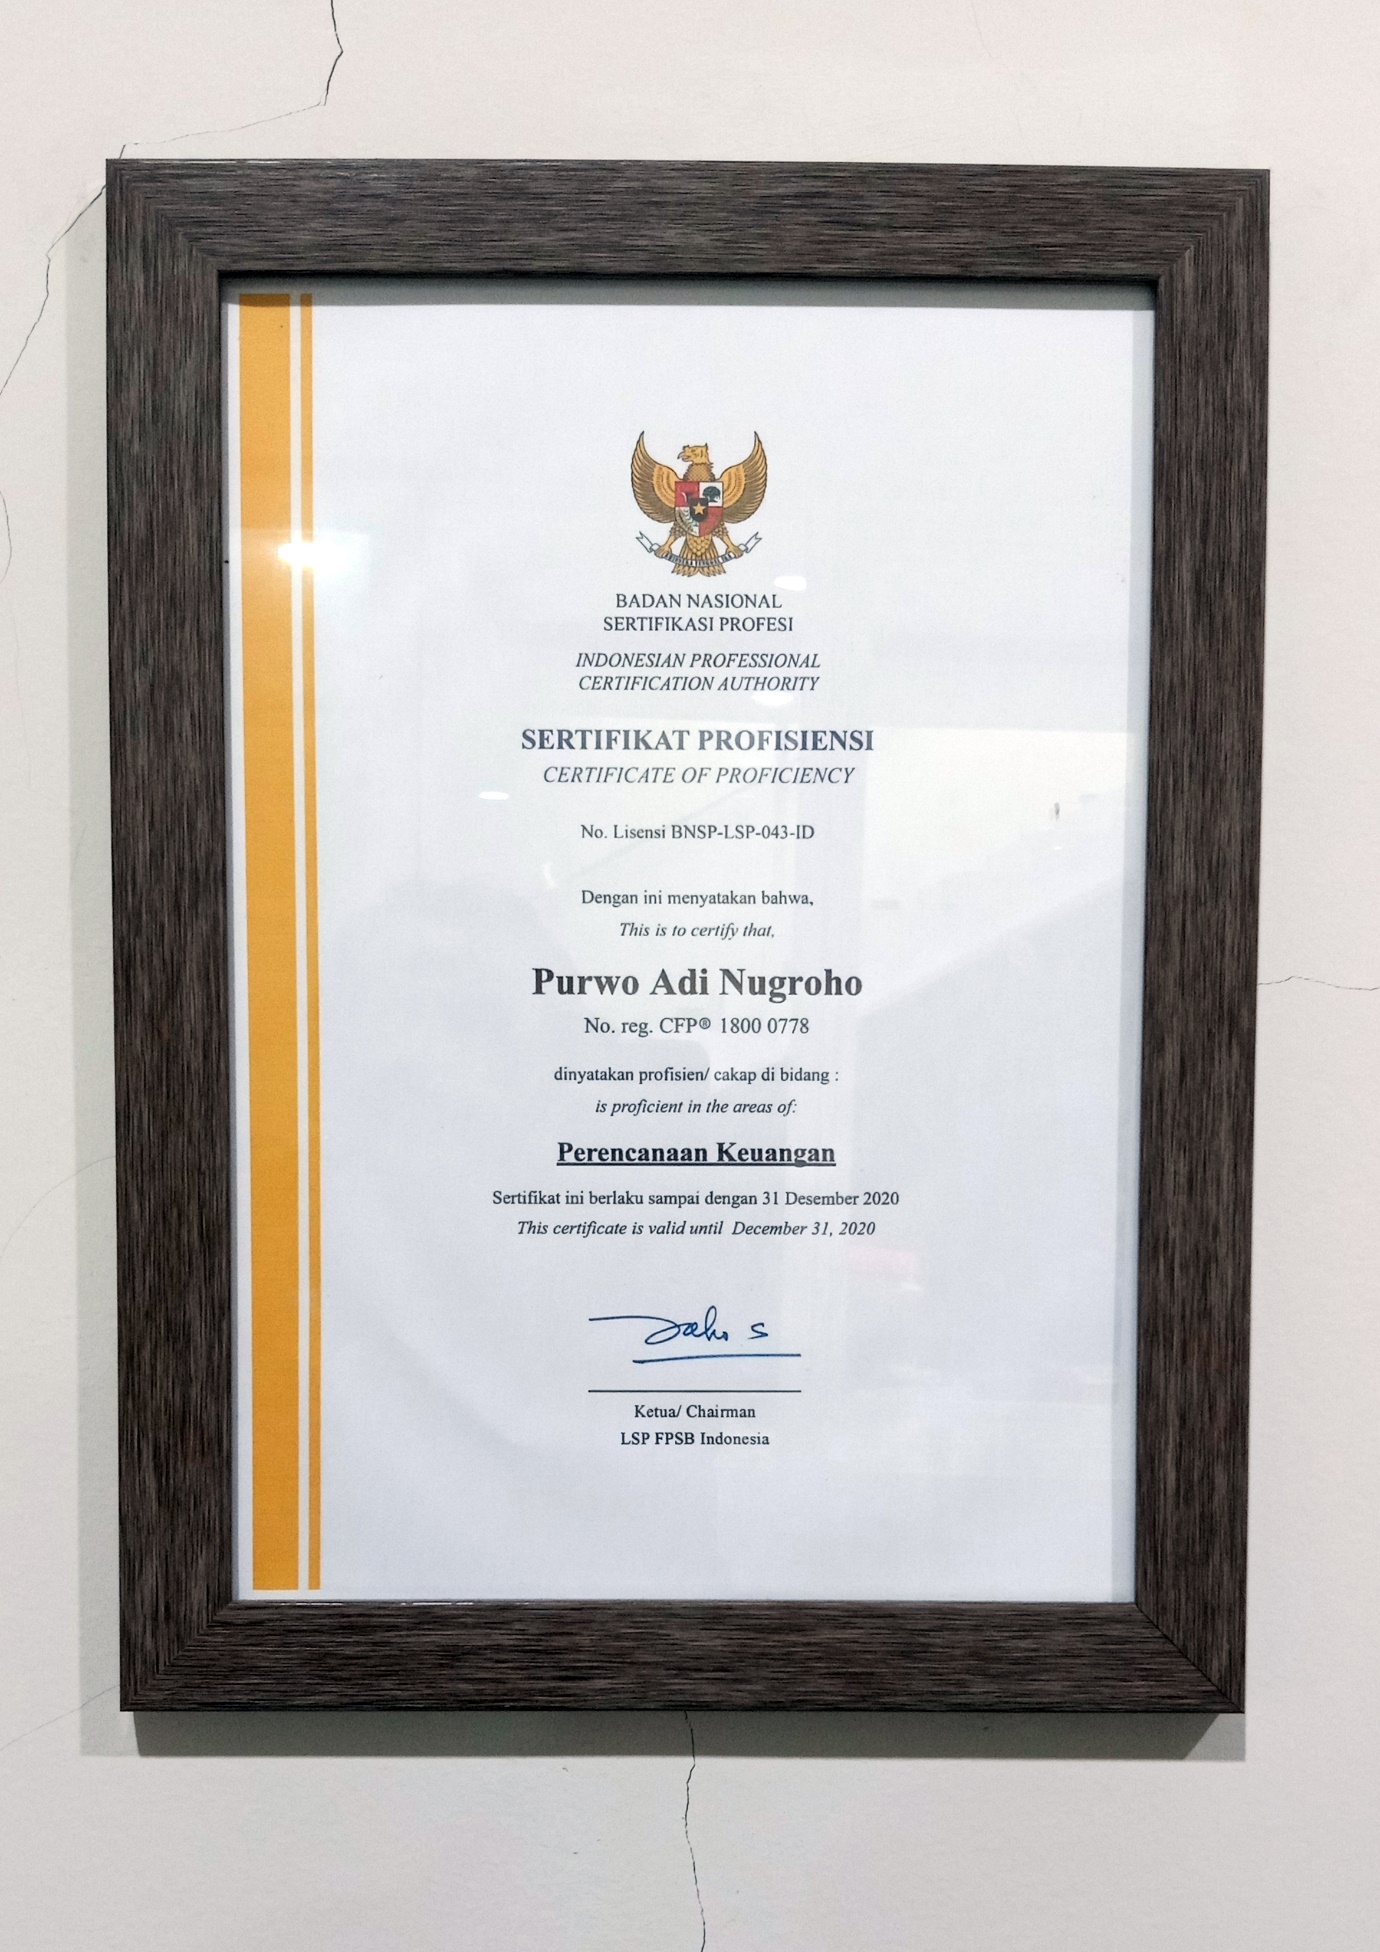 BADAN NASIONAL
SERTIFIKASI PROFESI
INDONESIAN PROFESSIONAL
CERTIFICATION AUTHORITY
SERTIFIKAT PROFISIENSI
CERTIFICATE OF PROFICIENCY
No. Lisensi BNSP-LSP-043-ID
Dengan ini menyatakan bahwa,
This is to certify that,
Purwo Adi Nugroho
No. reg. CFP® 1800 0778
dinyatakan profisien/ cakap di bidang :
is proficient in the areas of:
Perencanaan Keuangan
Sertifikat ini berlaku sampai dengan 31 Desember 2020
This certificate is valid until December 31, 2020
Ketua/ Chairman
LSP FPSB Indonesia